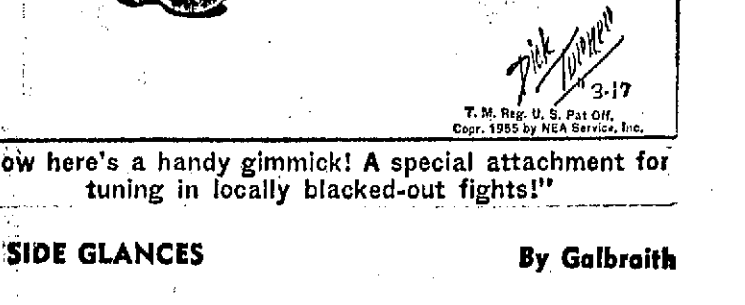 Dick Turner
3-17
T. M. Reg. U. S. Pat Off.
Copr. 1955 by NEA Service, Inc.
ow here's a handy gimmick! A special attachment for
tuning in locally blacked-out fights!"
SIDE GLANCES By Galbraith